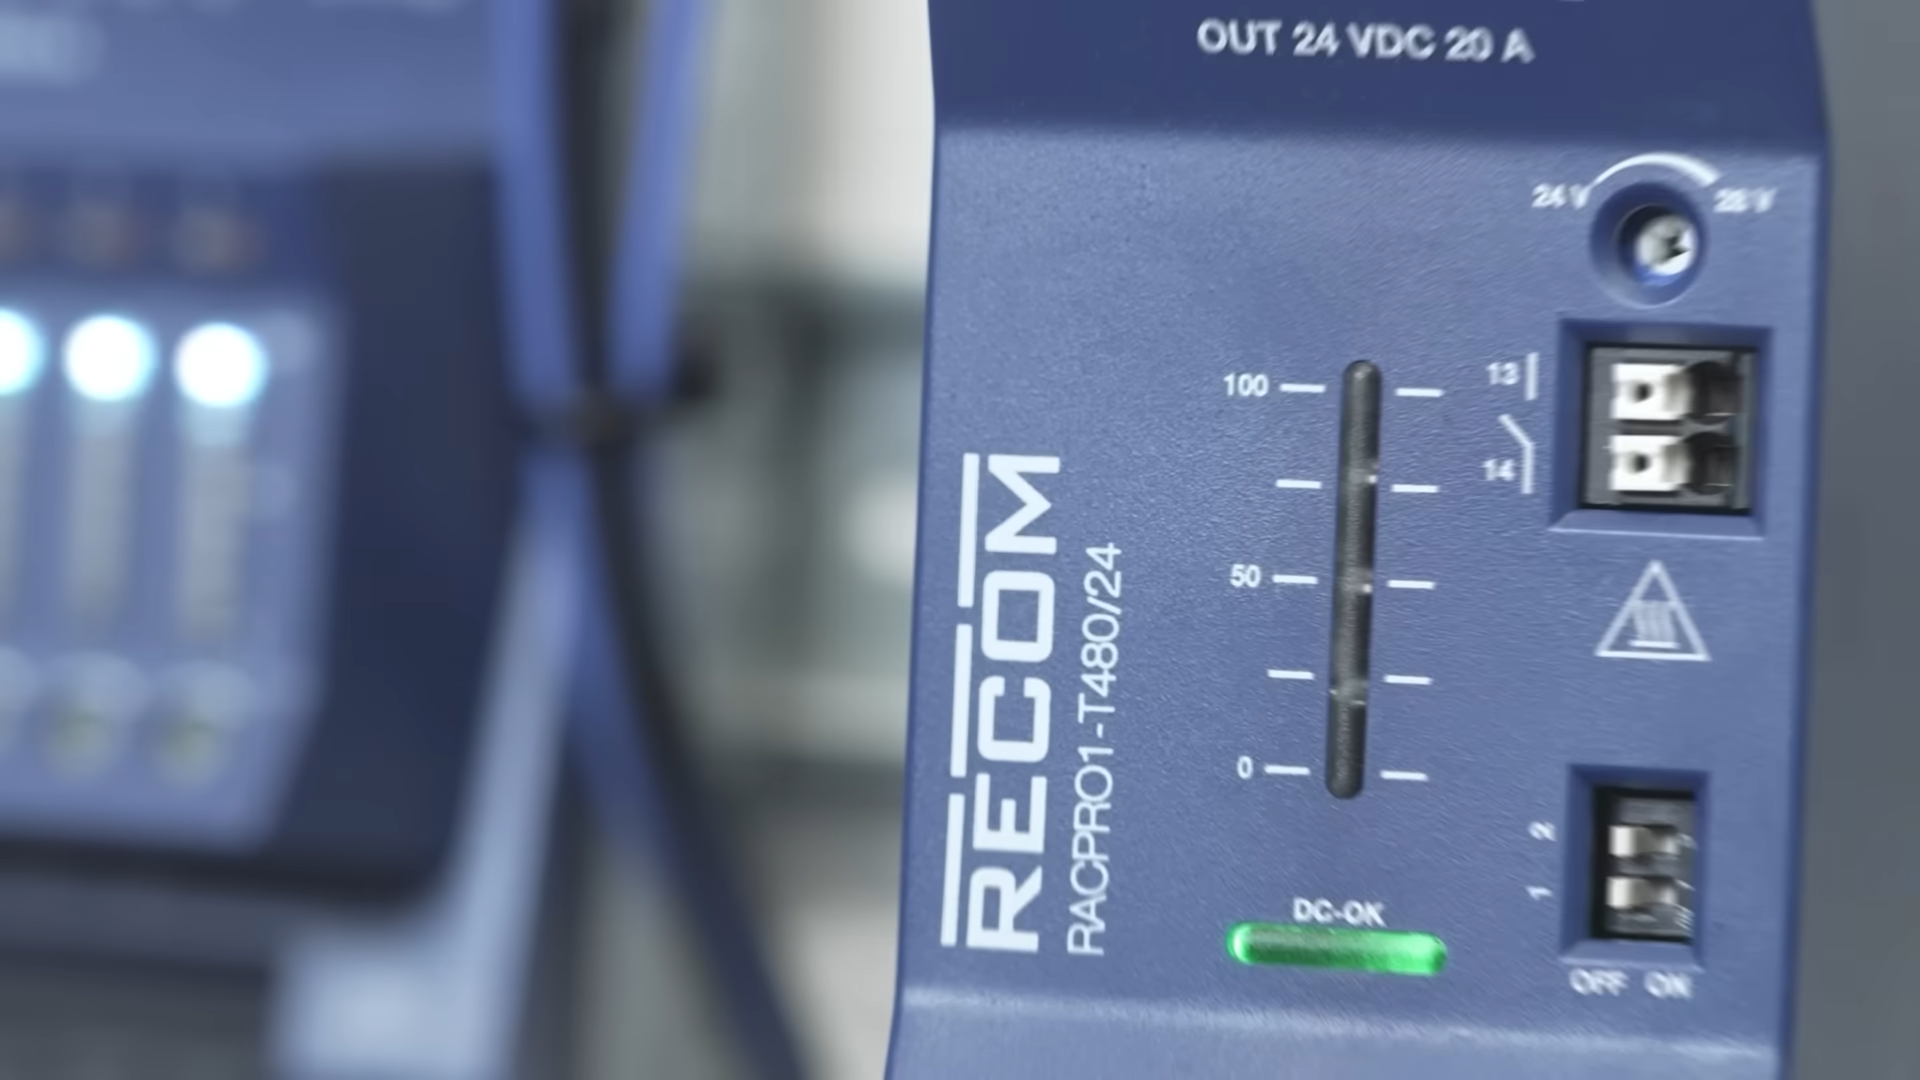 OUT 24 VDC 20 A
24 V
28 V
100
13
14
50
0
RECOM
RACPRO1-T480/24
2
1
DC-OK
OFF ON